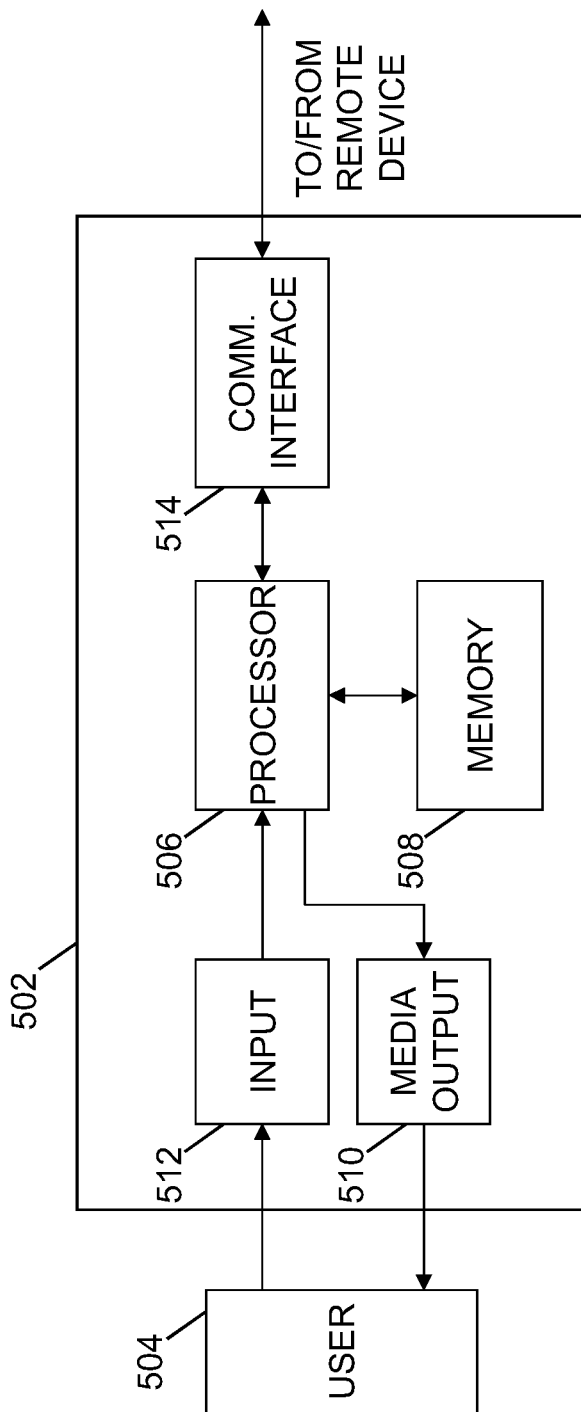 502
504
USER
512
INPUT
506
PROCESSOR
514
COMM.
INTERFACE
TO/FROM
REMOTE
DEVICE
510
MEDIA
OUTPUT
508
MEMORY